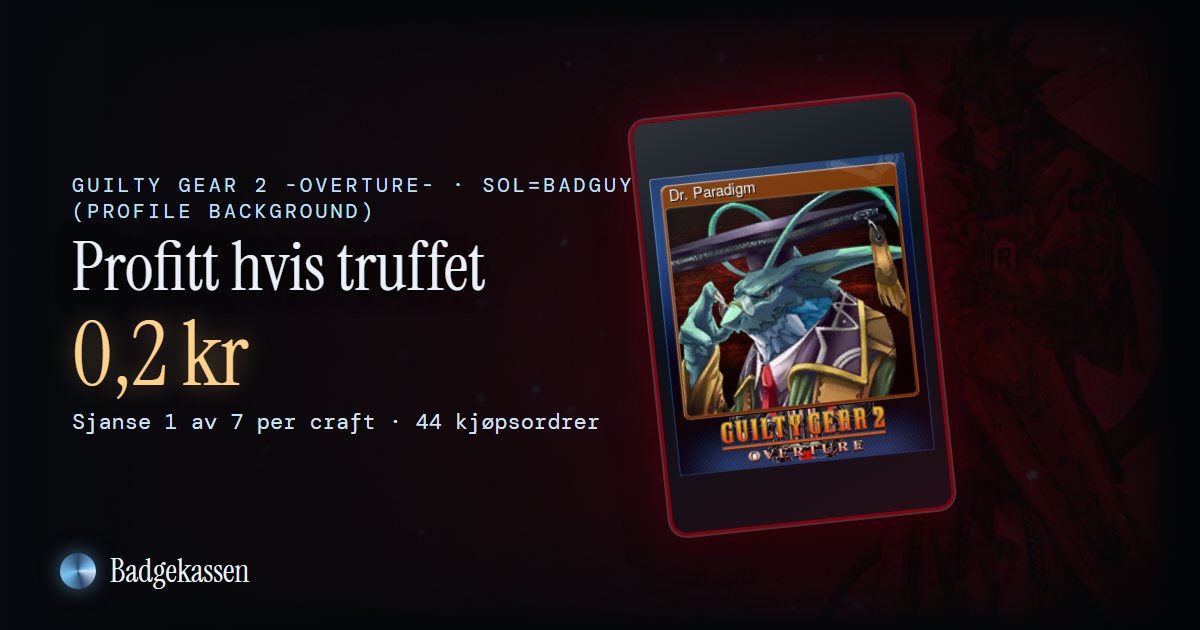 GUILTY GEAR 2 -OVERTURE- · SOL=BADGUY
(PROFILE BACKGROUND)
Profitt hvis truffet
0,2 kr
Sjanse 1 av 7 per craft · 44 kjøpsordrer
Badgekassen
Dr. Paradigm
GUILTY GEAR 2
OVERTURE